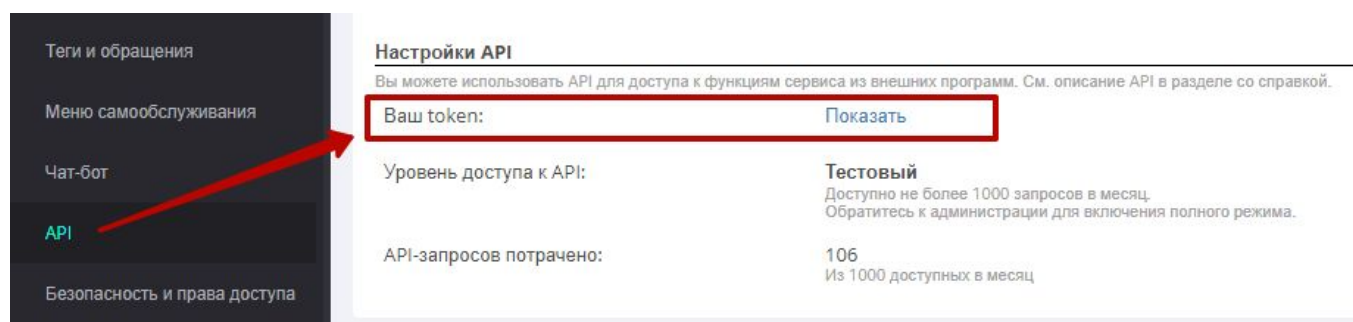 Теги и обращения
Меню самообслуживания
Чат-бот
API
Безопасность и права доступа
Настройки API
Вы можете использовать API для доступа к функциям сервиса из внешних программ. См. описание API в разделе со справкой.
Ваш token: Показать
Уровень доступа к API: Тестовый
Доступно не более 1000 запросов в месяц.
Обратитесь к администрации для включения полного режима.
API-запросов потрачено: 106
Из 1000 доступных в месяц